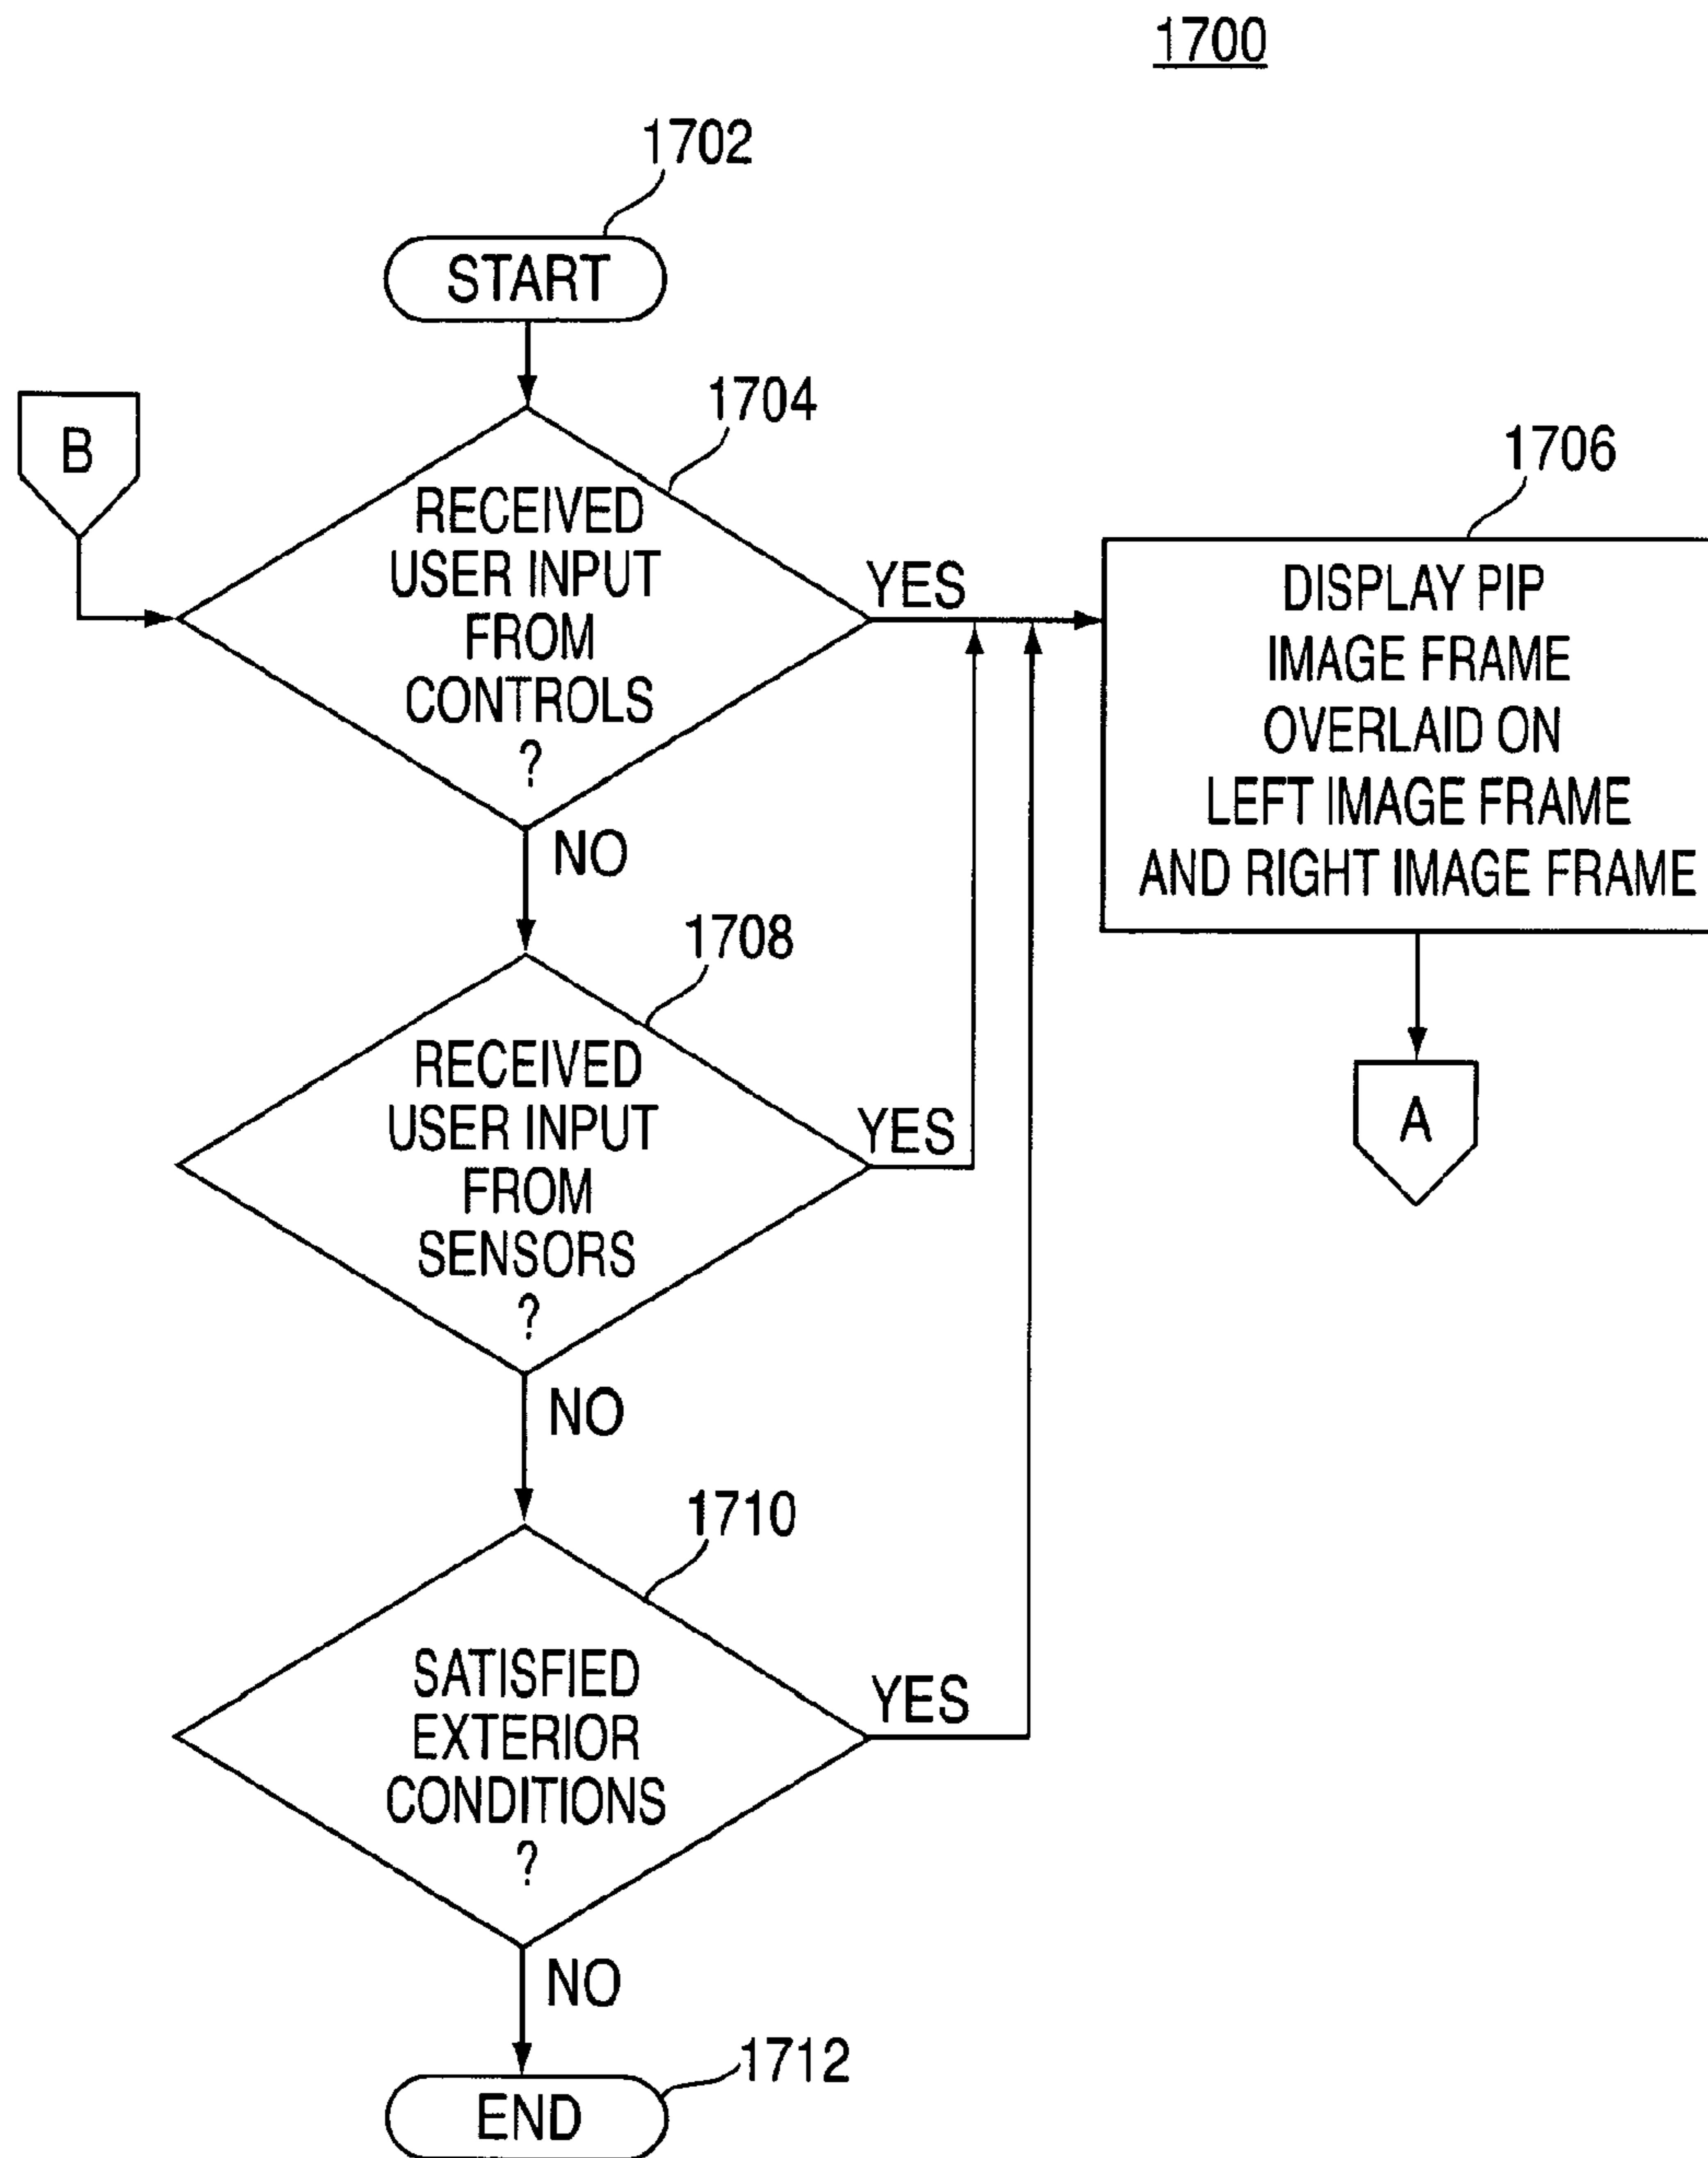 1700
1702
START
B
1704
RECEIVED
USER INPUT
FROM
CONTROLS
?
YES
NO
1706
DISPLAY PIP
IMAGE FRAME
OVERLAID ON
LEFT IMAGE FRAME
AND RIGHT IMAGE FRAME
A
1708
RECEIVED
USER INPUT
FROM
SENSORS
?
YES
NO
1710
SATISFIED
EXTERIOR
CONDITIONS
?
YES
NO
1712
END